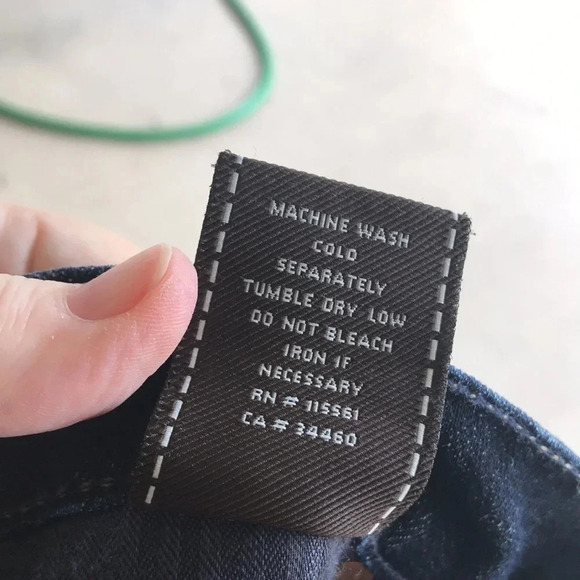 MACHINE WASH
COLD
SEPARATELY
TUMBLE DRY LOW
DO NOT BLEACH
IRON IF
NECESSARY
RN # 115561
CA # 34460